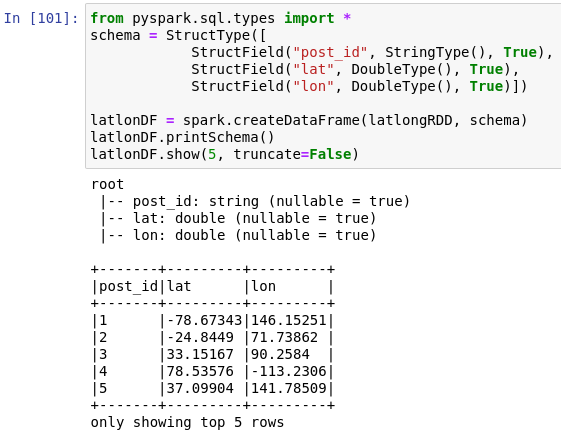 In [101]: from pyspark.sql.types import *
schema = StructType([
            StructField("post_id", StringType(), True),
            StructField("lat", DoubleType(), True),
            StructField("lon", DoubleType(), True)])

latlonDF = spark.createDataFrame(latlongRDD, schema)
latlonDF.printSchema()
latlonDF.show(5, truncate=False)
root
 |-- post_id: string (nullable = true)
 |-- lat: double (nullable = true)
 |-- lon: double (nullable = true)

+-------+---------+---------+
|post_id|lat      |lon      |
+-------+---------+---------+
|1      |-78.67343|146.15251|
|2      |-24.8449 |71.73862 |
|3      |33.15167 |90.2584  |
|4      |78.53576 |-113.2306|
|5      |37.09904 |141.78509|
+-------+---------+---------+
only showing top 5 rows